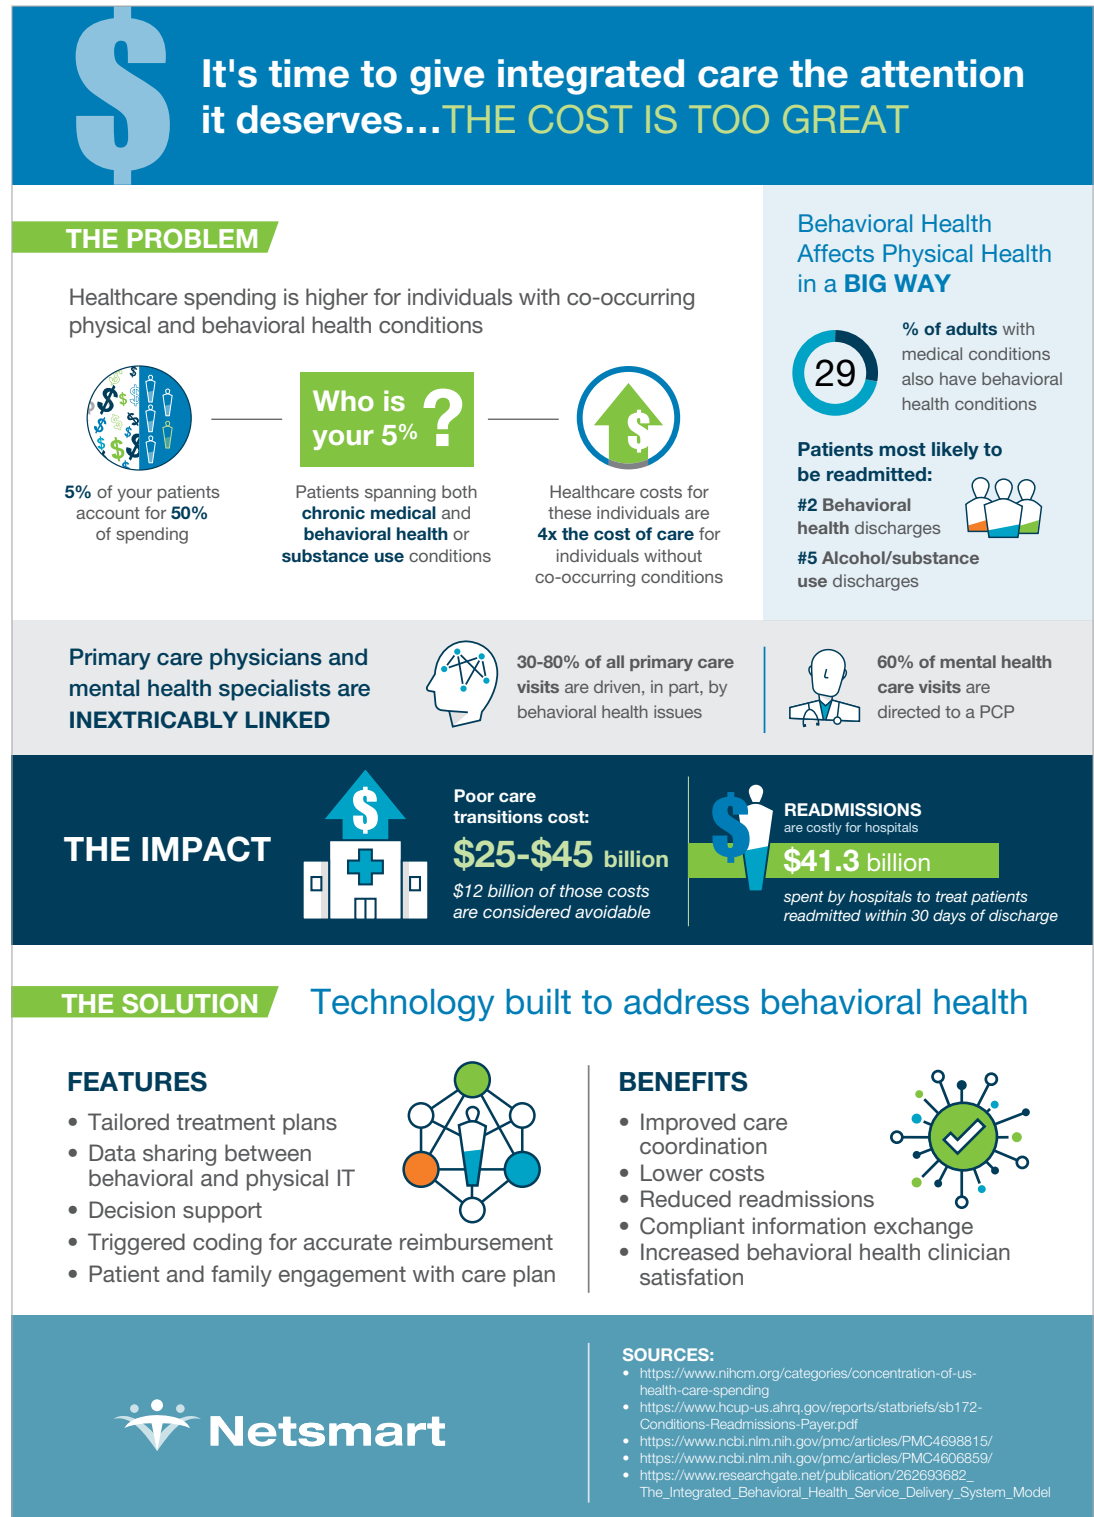 It's time to give integrated care the attention
it deserves...THE COST IS TOO GREAT
THE PROBLEM
Healthcare spending is higher for individuals with co-occurring
physical and behavioral health conditions
5% of your patients
account for 50%
of spending
Who is
your 5% ?
Patients spanning both
chronic medical and
behavioral health or
substance use conditions
Healthcare costs for
these individuals are
4x the cost of care for
individuals without
co-occurring conditions
Behavioral Health
Affects Physical Health
in a BIG WAY
29
% of adults with
medical conditions
also have behavioral
health conditions
Patients most likely to
be readmitted:
#2 Behavioral
health discharges
#5 Alcohol/substance
use discharges
Primary care physicians and
mental health specialists are
INEXTRICABLY LINKED
30-80% of all primary care
visits are driven, in part, by
behavioral health issues
60% of mental health
care visits are
directed to a PCP
THE IMPACT
Poor care
transitions cost:
$25-$45 billion
$12 billion of those costs
are considered avoidable
READMISSIONS
are costly for hospitals
$41.3 billion
spent by hospitals to treat patients
readmitted within 30 days of discharge
THE SOLUTION
Technology built to address behavioral health
FEATURES
• Tailored treatment plans
• Data sharing between
behavioral and physical IT
• Decision support
• Triggered coding for accurate reimbursement
• Patient and family engagement with care plan
BENEFITS
• Improved care
coordination
• Lower costs
• Reduced readmissions
• Compliant information exchange
• Increased behavioral health clinician
satisfation
Netsmart
SOURCES:
• https://www.nihcm.org/categories/concentration-of-us-
health-care-spending
• https://www.hcup-us.ahrq.gov/reports/statbriefs/sb172-
Conditions-Readmissions-Payer.pdf
• https://www.ncbi.nlm.nih.gov/pmc/articles/PMC4698815/
• https://www.ncbi.nlm.nih.gov/pmc/articles/PMC4606859/
• https://www.researchgate.net/publication/262693682_
The_Integrated_Behavioral_Health_Service_Delivery_System_Model